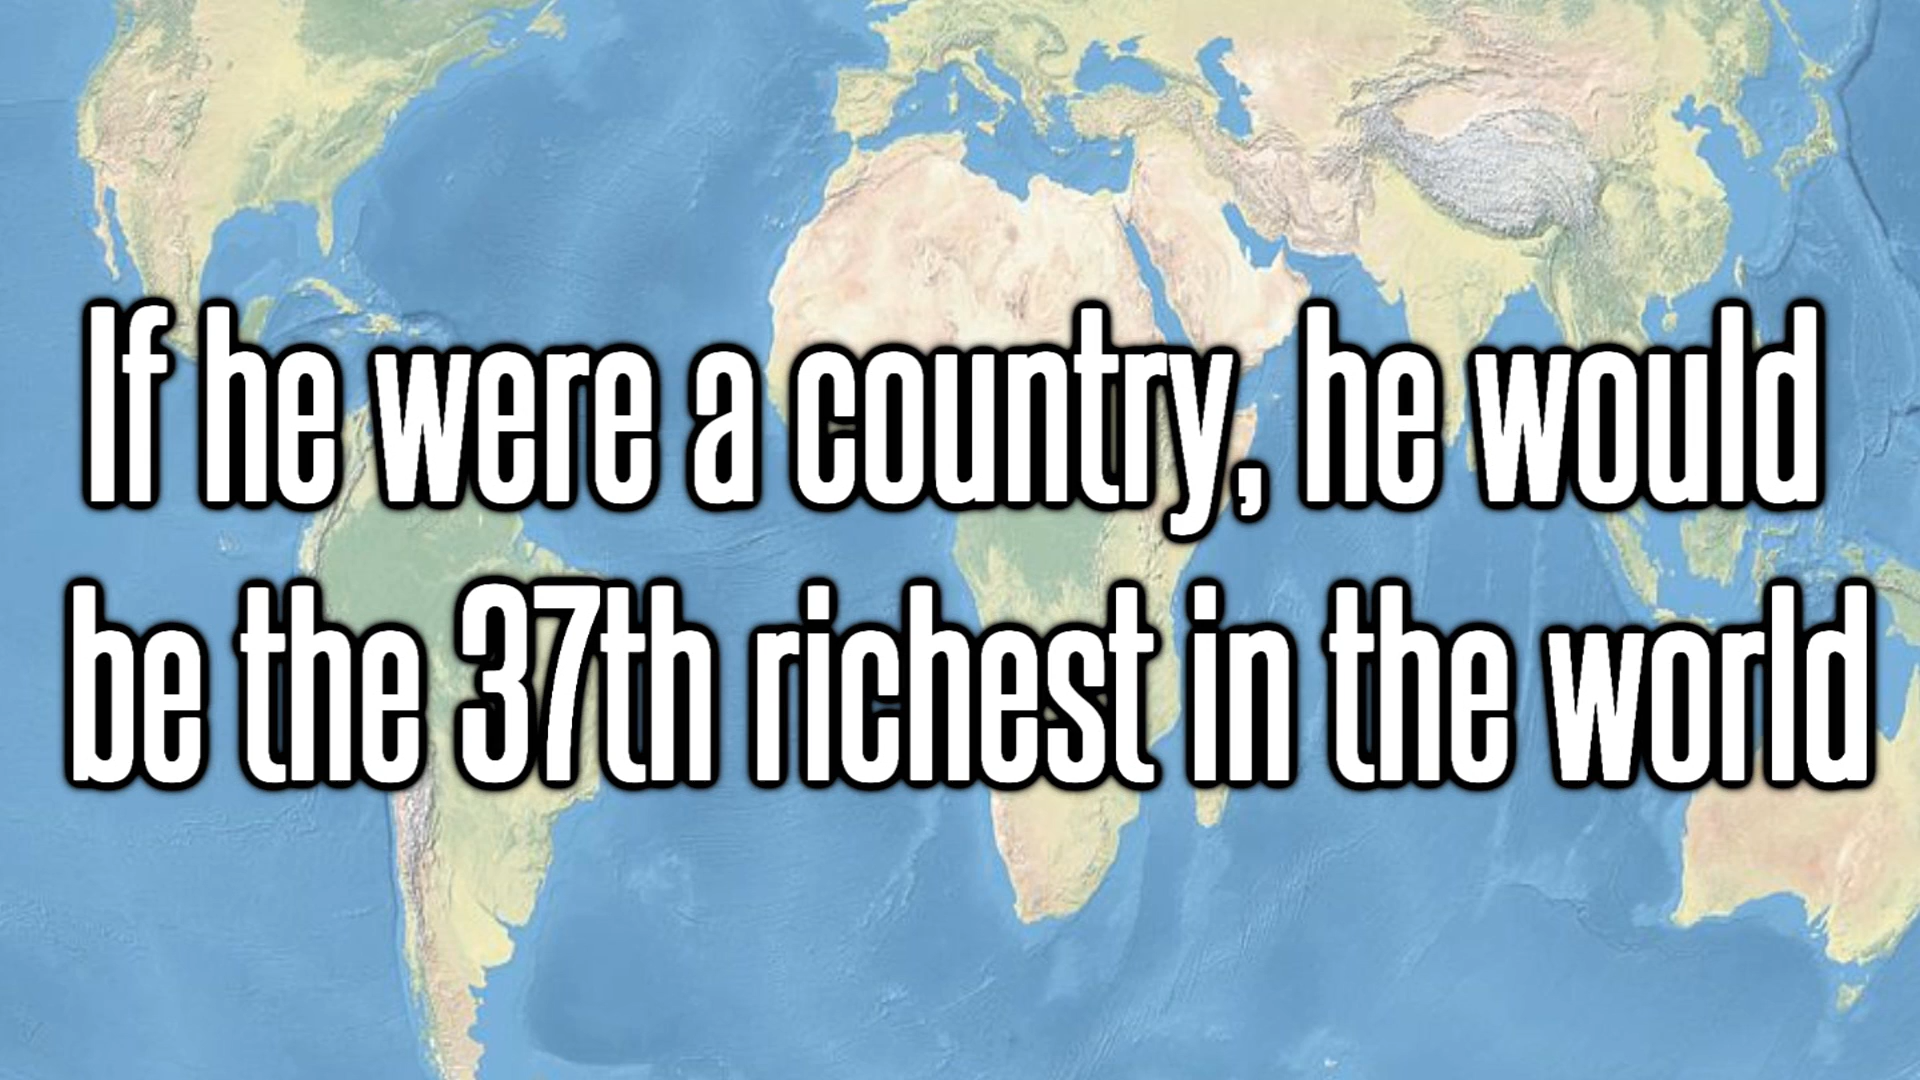 If he were a country, he would
be the 37th richest in the world